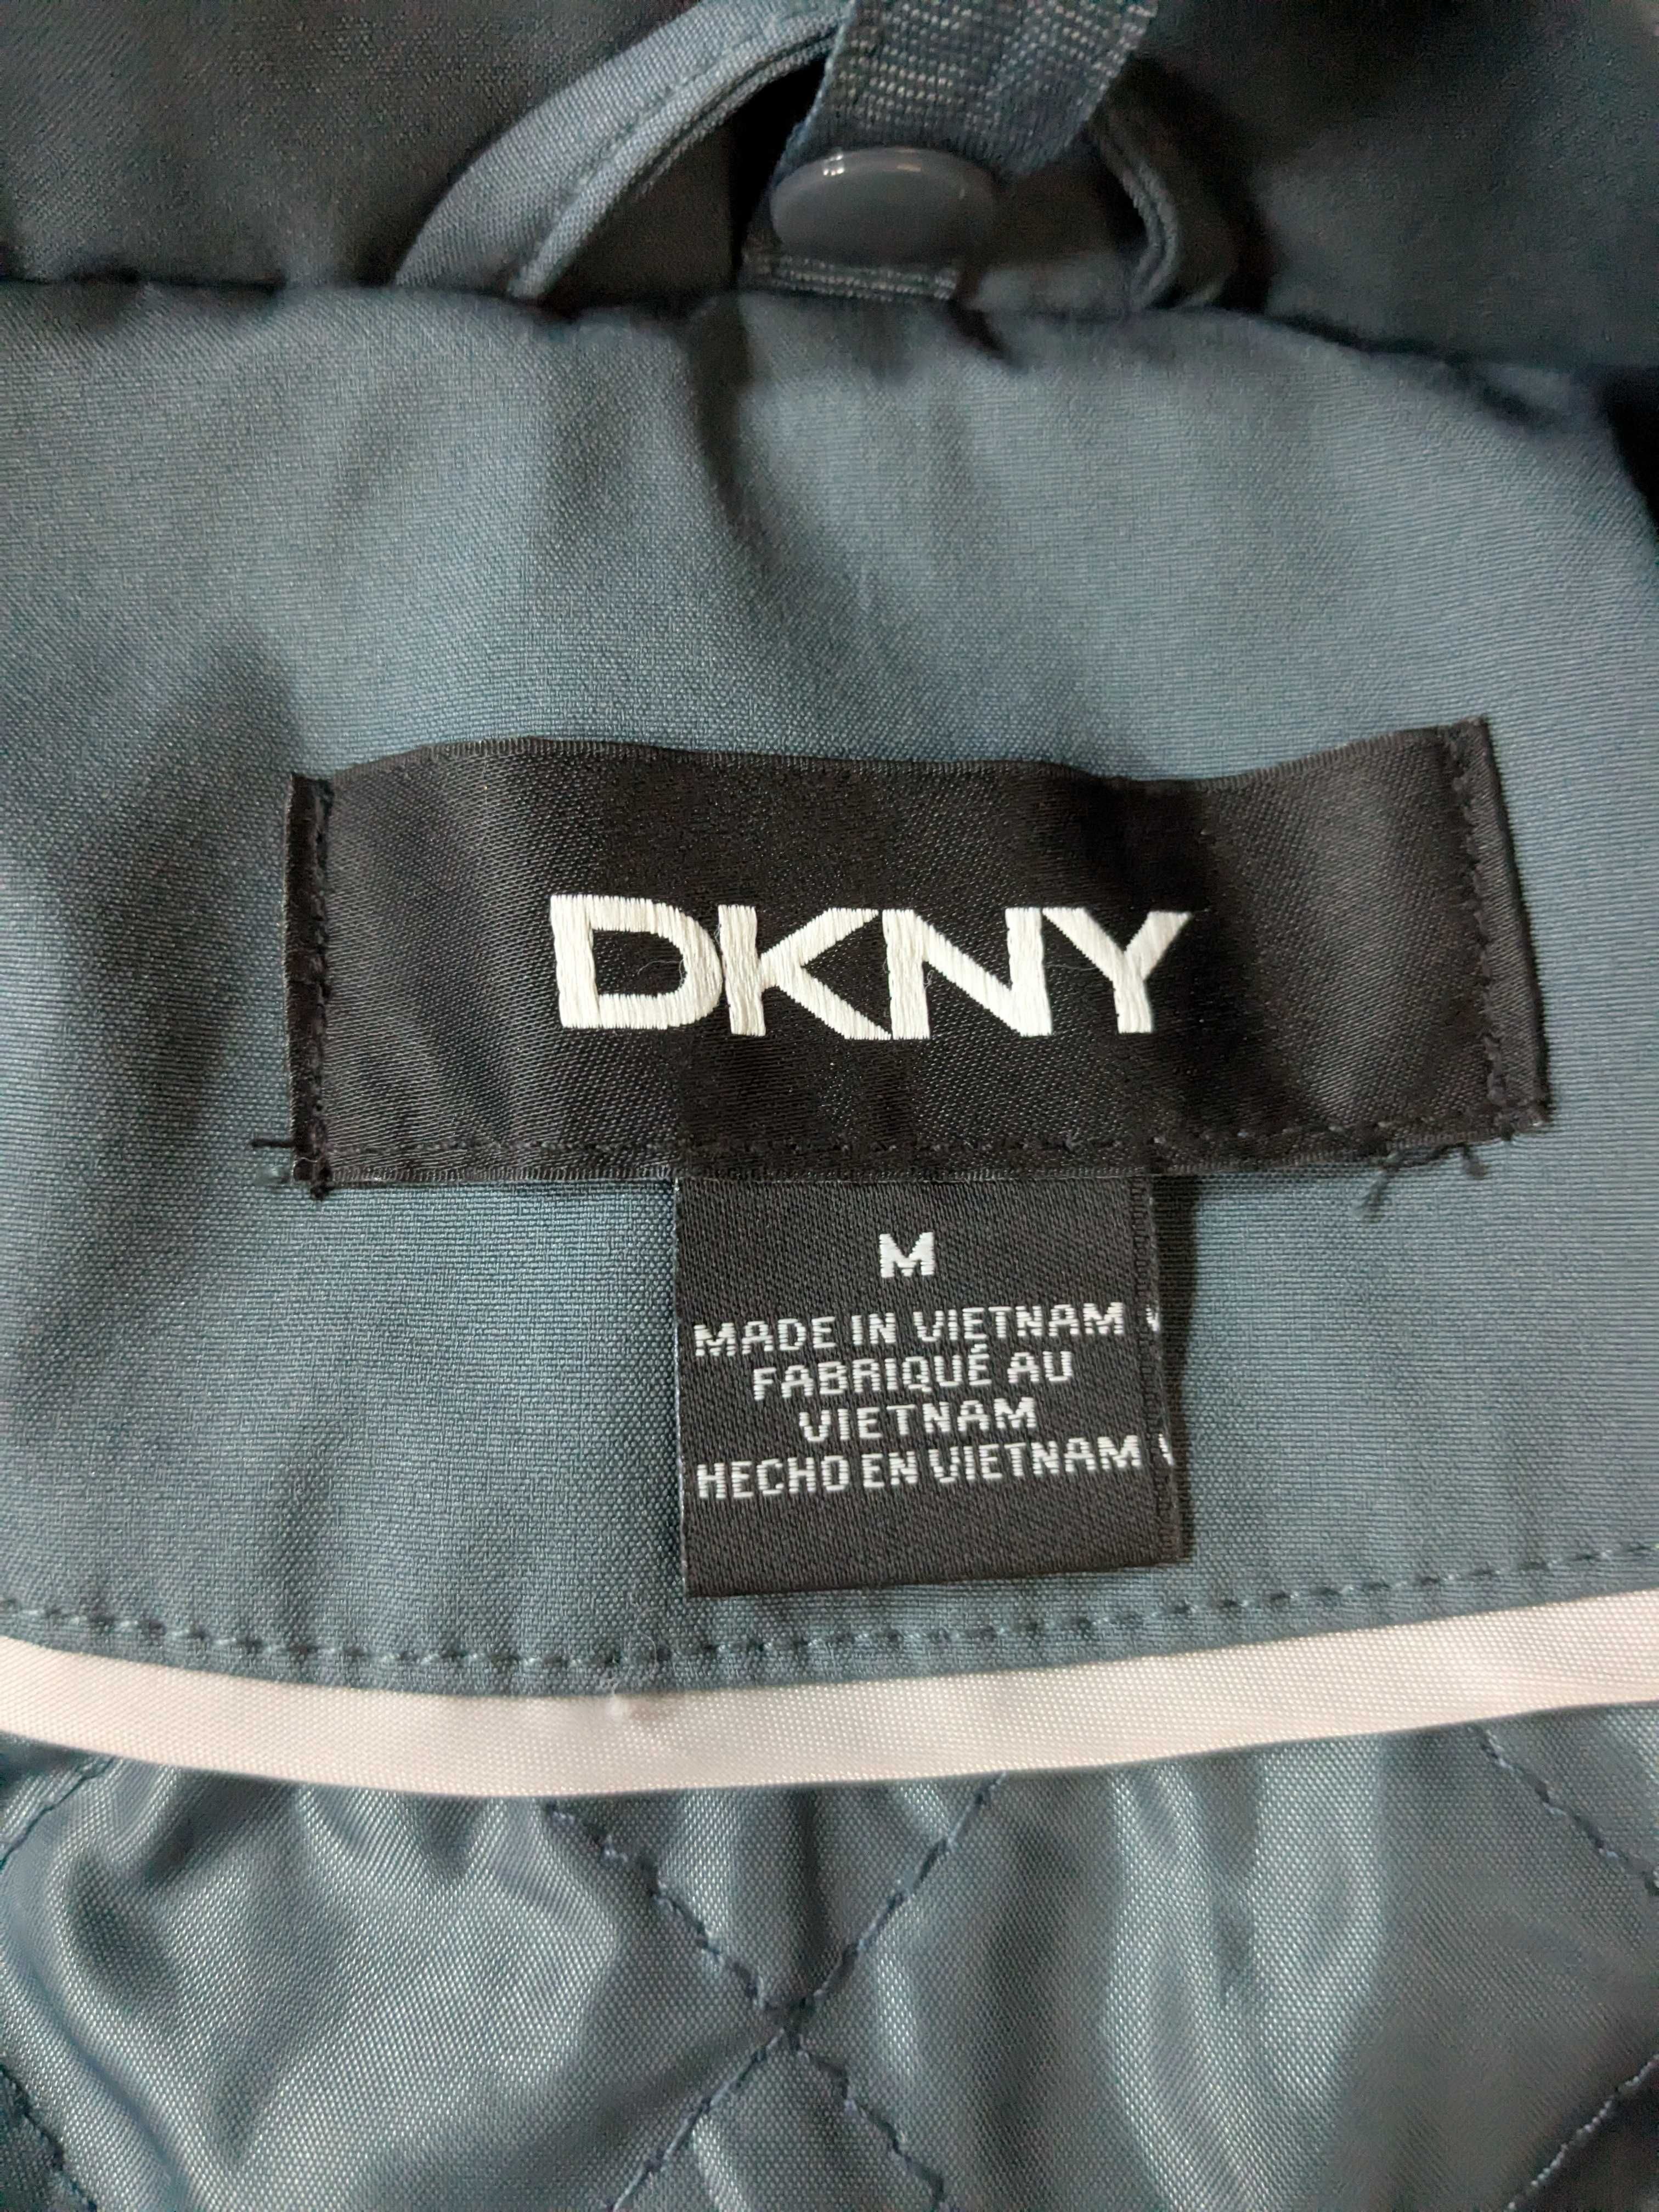 DKNY
M
MADE IN VIETNAM
FABRIQUÉ AU
VIETNAM
HECHO EN VIETNAM